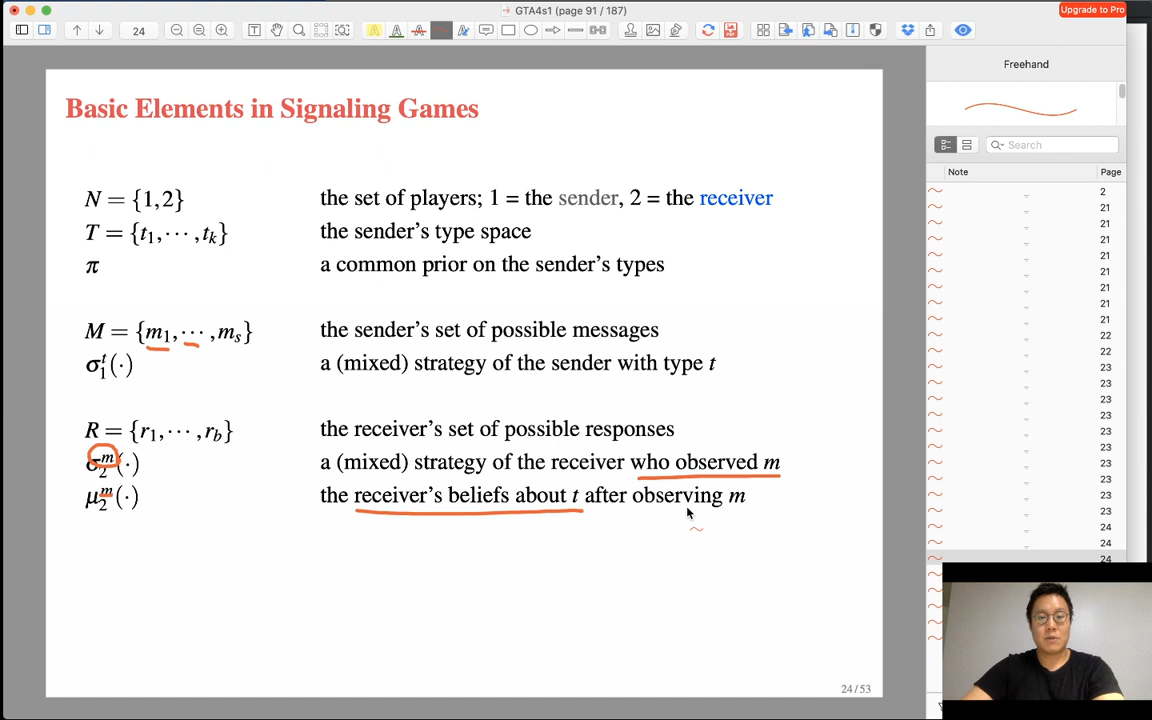 GTA4s1 (page 91 / 187)
Upgrade to Pro
24
Freehand
Search
Note Page
Basic Elements in Signaling Games
N = {1,2} the set of players; 1 = the sender, 2 = the receiver
T = {t₁,⋯,tₖ} the sender's type space
π a common prior on the sender's types
M = {m₁,⋯,mₛ} the sender's set of possible messages
σ₁ᵗ(·) a (mixed) strategy of the sender with type t
R = {r₁,⋯,r_b} the receiver's set of possible responses
σ₂ᵐ(·) a (mixed) strategy of the receiver who observed m
μ₂ᵐ(·) the receiver's beliefs about t after observing m
24/53
2
21
21
21
21
21
21
21
21
22
22
23
23
23
23
23
23
23
23
23
23
24
24
24